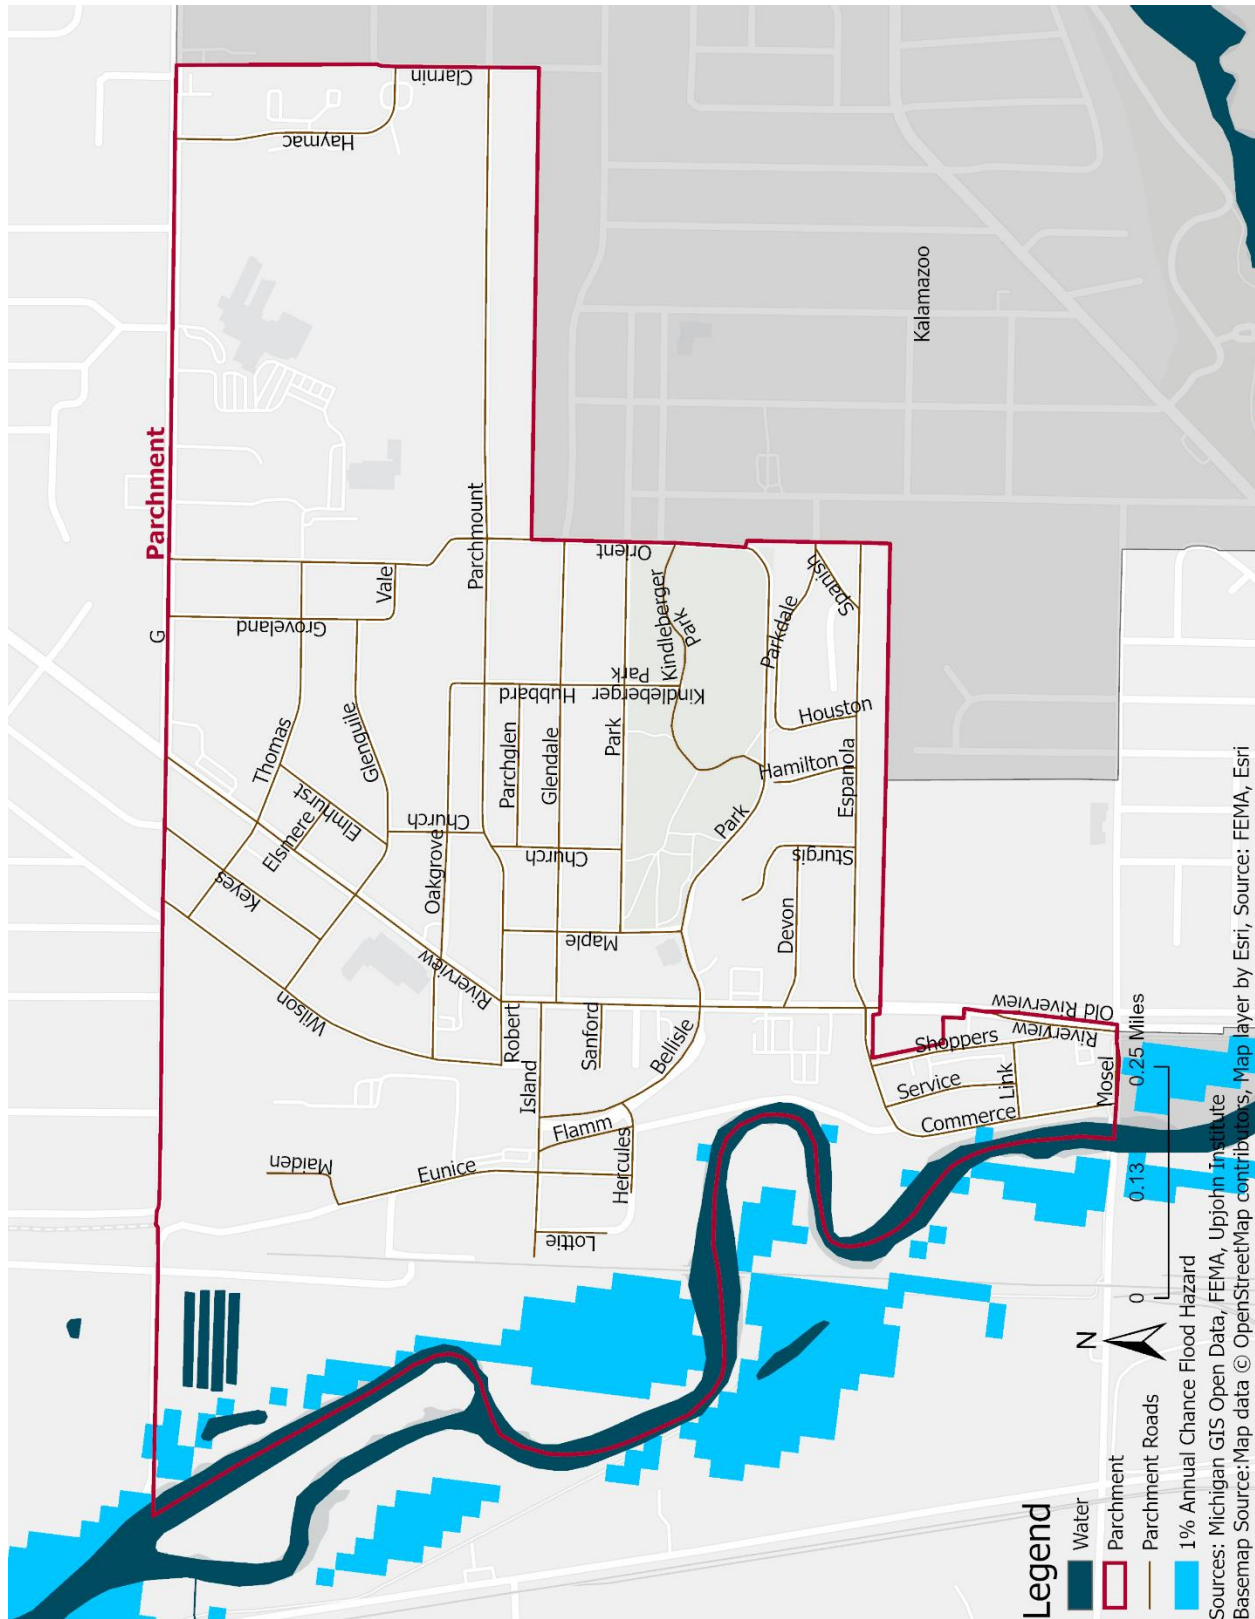 Parchment
G
Haymac
Clarnin
Vale
Groveland
Parchmount
Thomas
Glenguile
Elmhurst
Elsmere
Keyes
Wilson
Church
Oakgrove
Riverview
Orient
Kindleberger
Park
Hubbard
Kindleberger
Park
Parchglen
Glendale
Park
Church
Maple
Robert
Island
Sanford
Bellisle
Flamm
Hercules
Eunice
Maiden
Lottie
Park
Parkdale
Spanish
Houston
Hamilton
Espanola
Sturgis
Devon
Old Riverview
Riverview
Shoppers
Service
Link
Commerce
Mosel
Kalamazoo
N
0 0.13 0.25 Miles
Legend
Water
Parchment
Parchment Roads
1% Annual Chance Flood Hazard
Sources: Michigan GIS Open Data, FEMA, Upjohn Institute
Basemap Source:Map data © OpenStreetMap contributors, Map layer by Esri, Source: FEMA, Esri